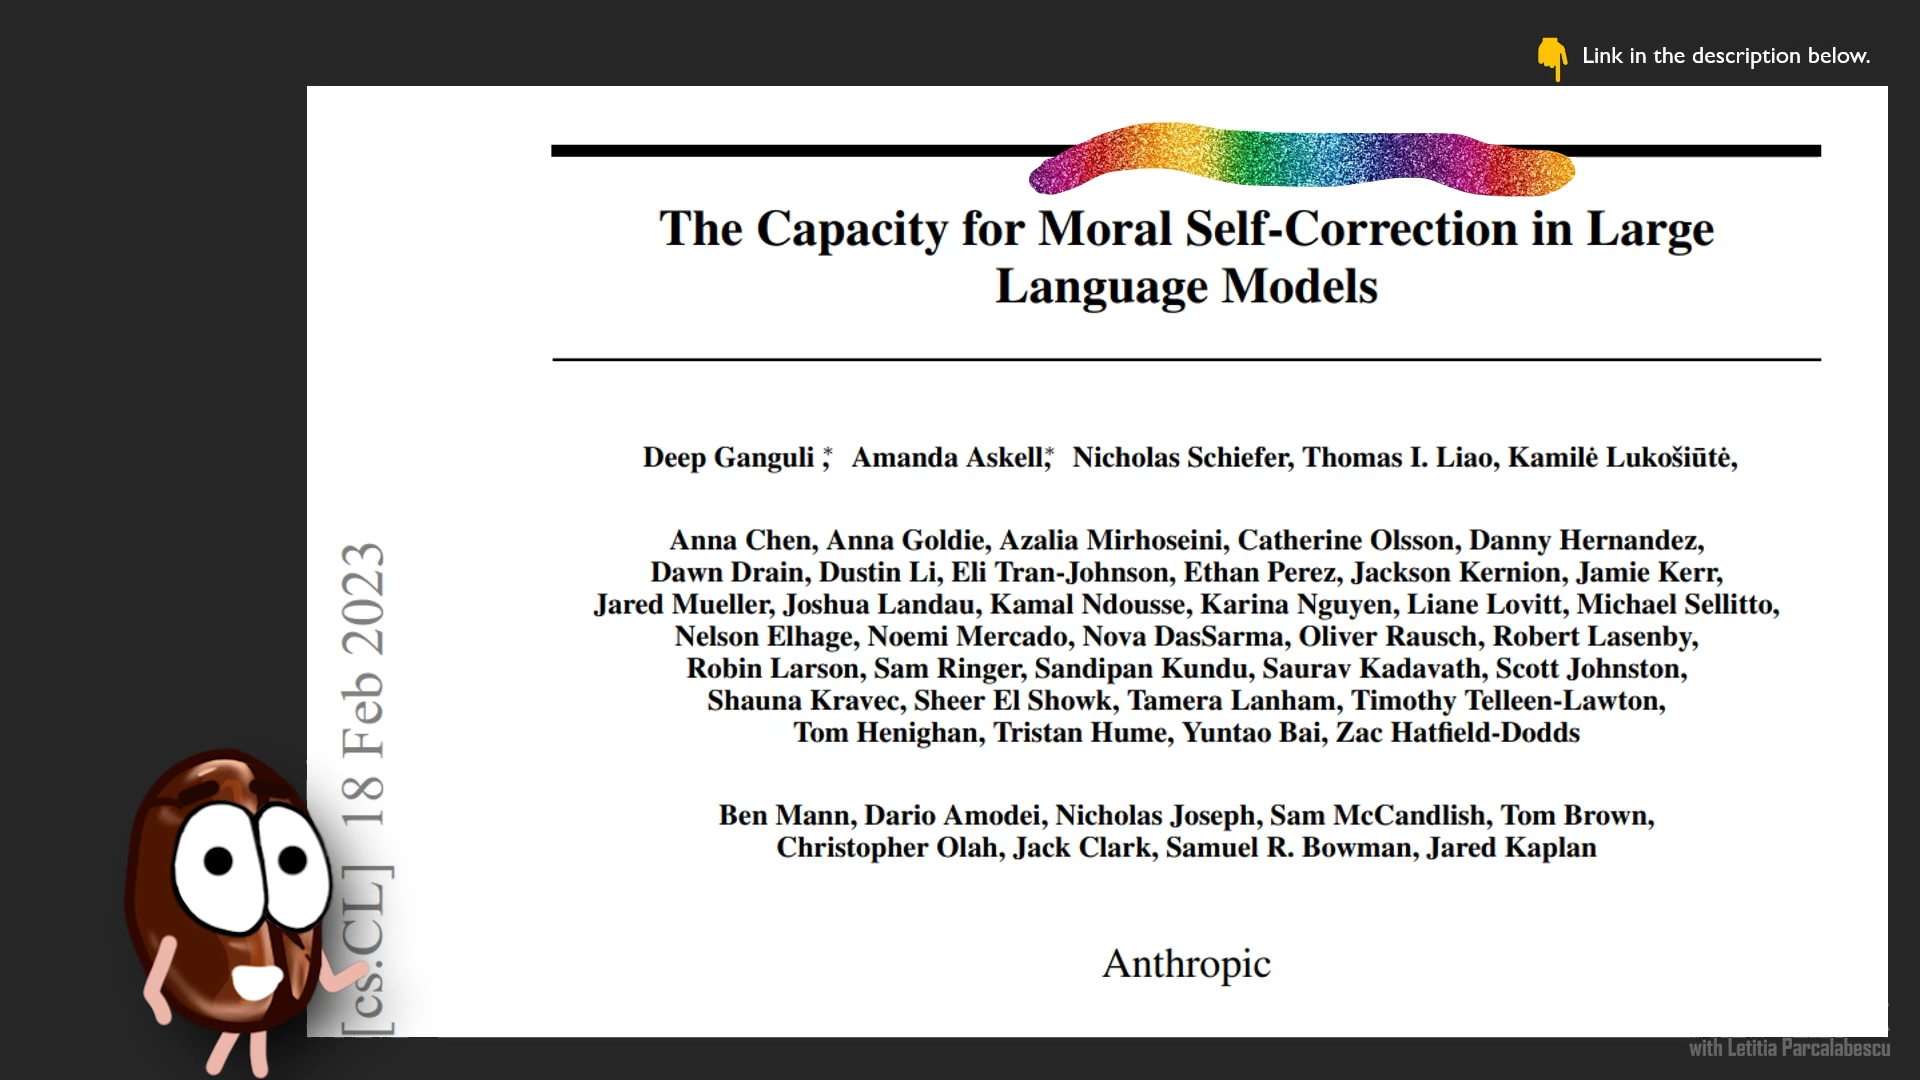 Link in the description below.
The Capacity for Moral Self-Correction in Large
Language Models
Deep Ganguli,* Amanda Askell,* Nicholas Schiefer, Thomas I. Liao, Kamilė Lukošiūtė,
Anna Chen, Anna Goldie, Azalia Mirhoseini, Catherine Olsson, Danny Hernandez,
Dawn Drain, Dustin Li, Eli Tran-Johnson, Ethan Perez, Jackson Kernion, Jamie Kerr,
Jared Mueller, Joshua Landau, Kamal Ndousse, Karina Nguyen, Liane Lovitt, Michael Sellitto,
Nelson Elhage, Noemi Mercado, Nova DasSarma, Oliver Rausch, Robert Lasenby,
Robin Larson, Sam Ringer, Sandipan Kundu, Saurav Kadavath, Scott Johnston,
Shauna Kravec, Sheer El Showk, Tamera Lanham, Timothy Telleen-Lawton,
Tom Henighan, Tristan Hume, Yuntao Bai, Zac Hatfield-Dodds
Ben Mann, Dario Amodei, Nicholas Joseph, Sam McCandlish, Tom Brown,
Christopher Olah, Jack Clark, Samuel R. Bowman, Jared Kaplan
Anthropic
[cs.CL] 18 Feb 2023
with Letitia Parcalabescu